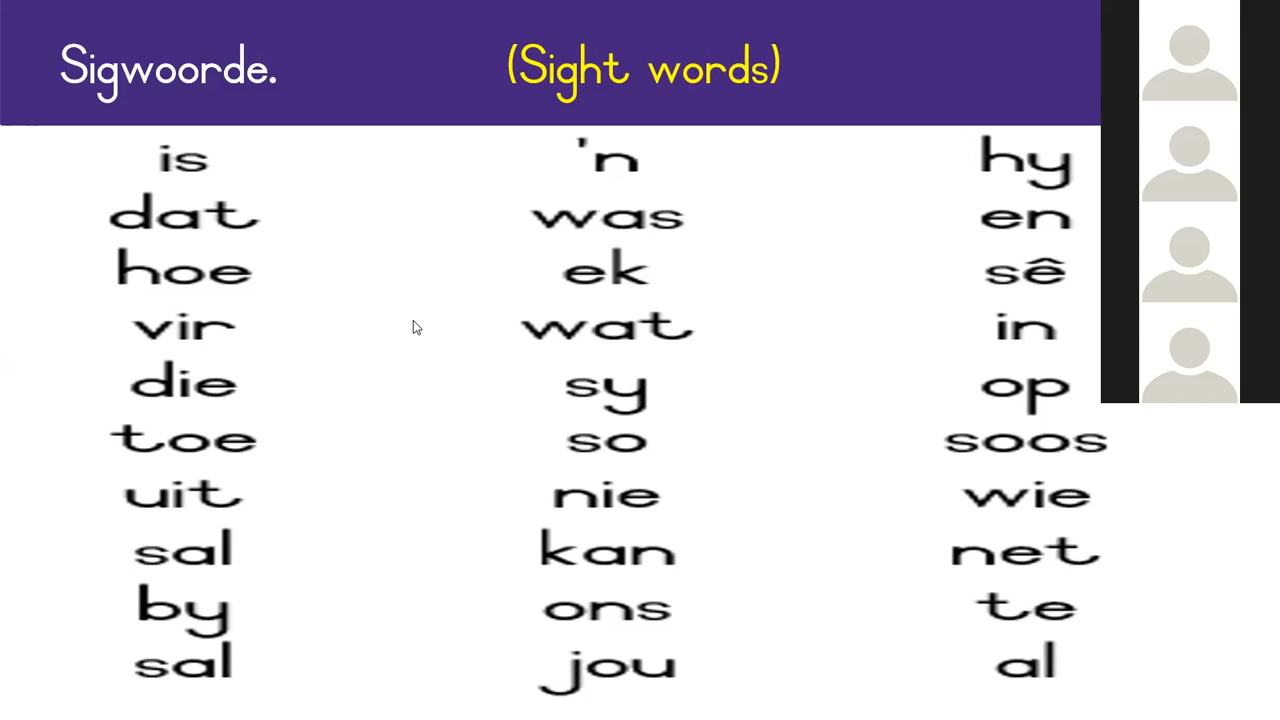 Sigwoorde. (Sight words)
is 'n hy
dat was en
hoe ek sê
vir wat in
die sy op
toe so soos
uit nie wie
sal kan net
by ons te
sal jou al